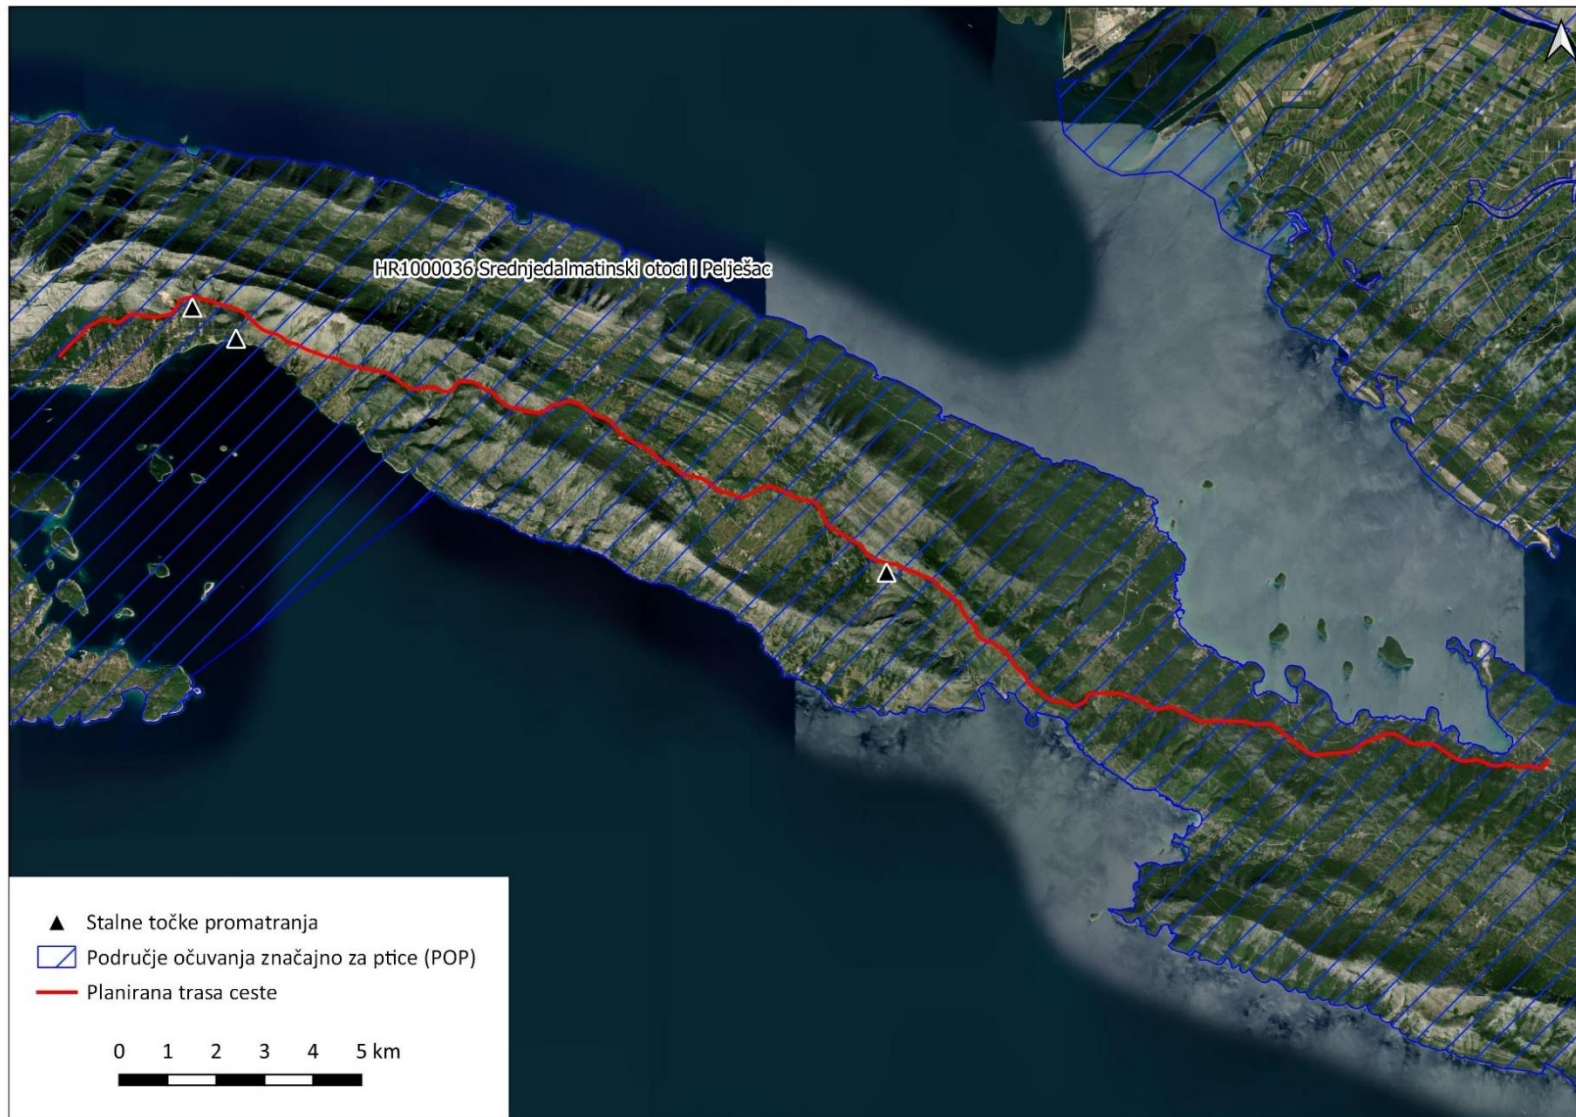 HR1000036 Srednjedalmatinski otoci i Pelješac
Stalne točke promatranja
Područje očuvanja značajno za ptice (POP)
Planirana trasa ceste
0 1 2 3 4 5 km